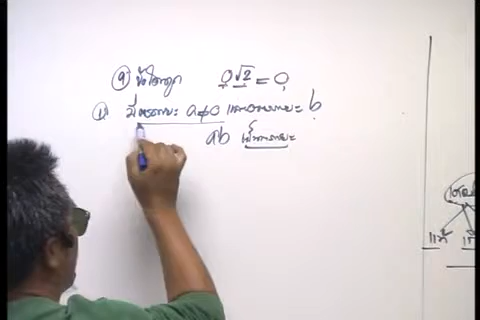 9 ข้อใดถูก 0√2 = 0
1) มีตรรกยะ a≠0 และอตรรกยะ b
ab เป็นตรรกยะ
แท้